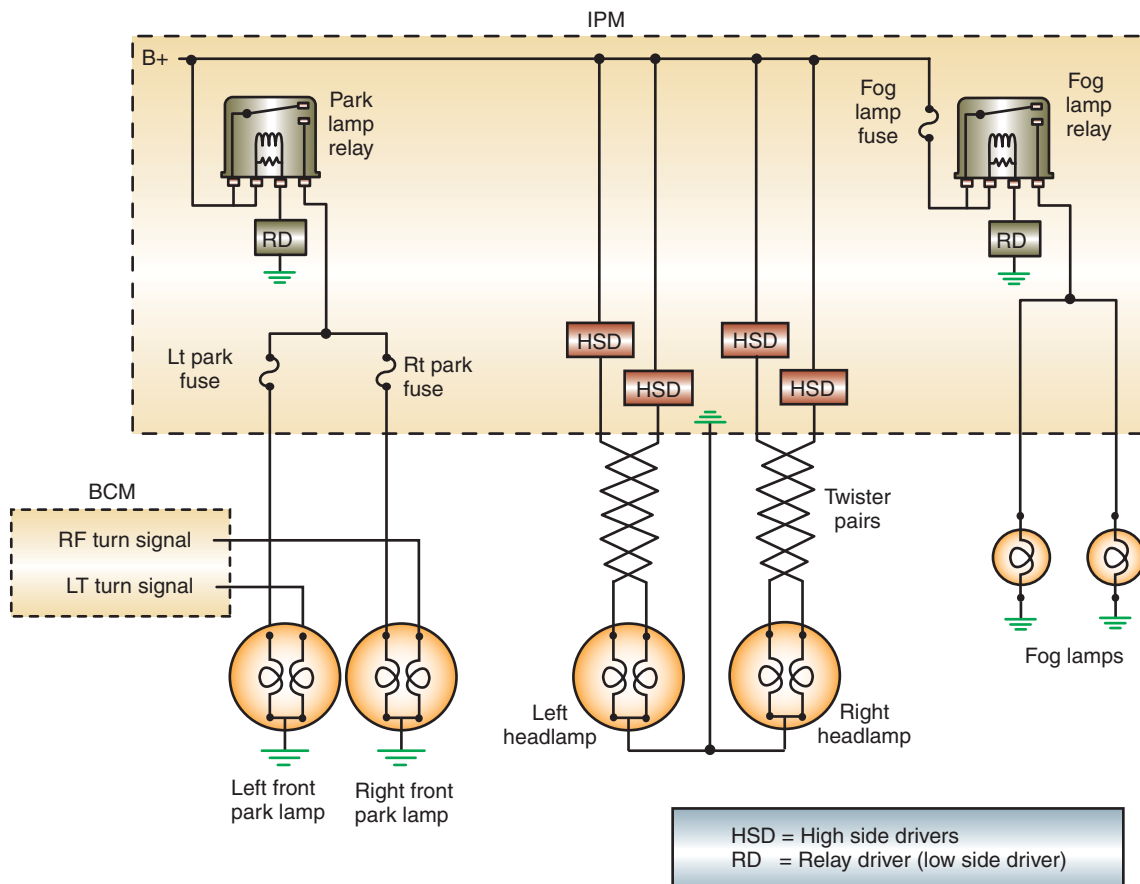 IPM
B+
Park
lamp
relay
RD
Fog
lamp
fuse
Fog
lamp
relay
RD
Lt park
fuse
Rt park
fuse
HSD
HSD
HSD
HSD
BCM
RF turn signal
LT turn signal
Twister
pairs
Left front
park lamp
Right front
park lamp
Left
headlamp
Right
headlamp
Fog lamps
HSD = High side drivers
RD = Relay driver (low side driver)